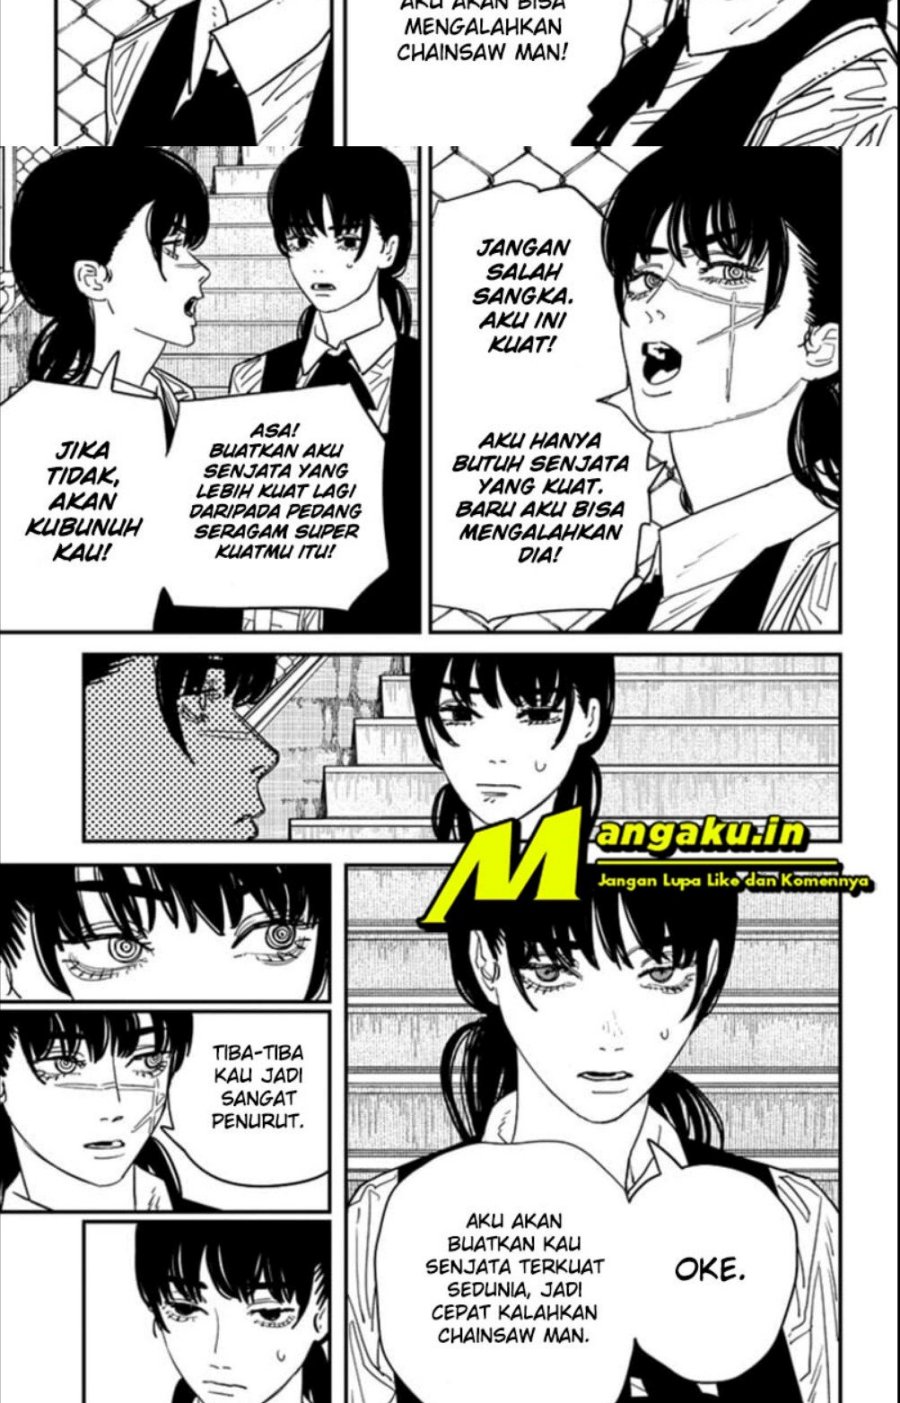 AKU AKAN BISA
MENGALAHKAN
CHAINSAW MAN!
JANGAN
SALAH
SANGKA.
AKU INI
KUAT!
AKU HANYA
BUTUH SENJATA
YANG KUAT.
BARU AKU BISA
MENGALAHKAN
DIA!
ASA!
BUATKAN AKU
SENJATA YANG
LEBIH KUAT LAGI
DARIPADA PEDANG
SERAGAM SUPER
KUATMU ITU!
JIKA
TIDAK,
AKAN
KUBUNUH
KAU!
Mangaku.in
Jangan Lupa Like dan Komennya
OKE.
AKU AKAN
BUATKAN KAU
SENJATA TERKUAT
SEDUNIA, JADI
CEPAT KALAHKAN
CHAINSAW MAN.
TIBA-TIBA
KAU JADI
SANGAT
PENURUT.